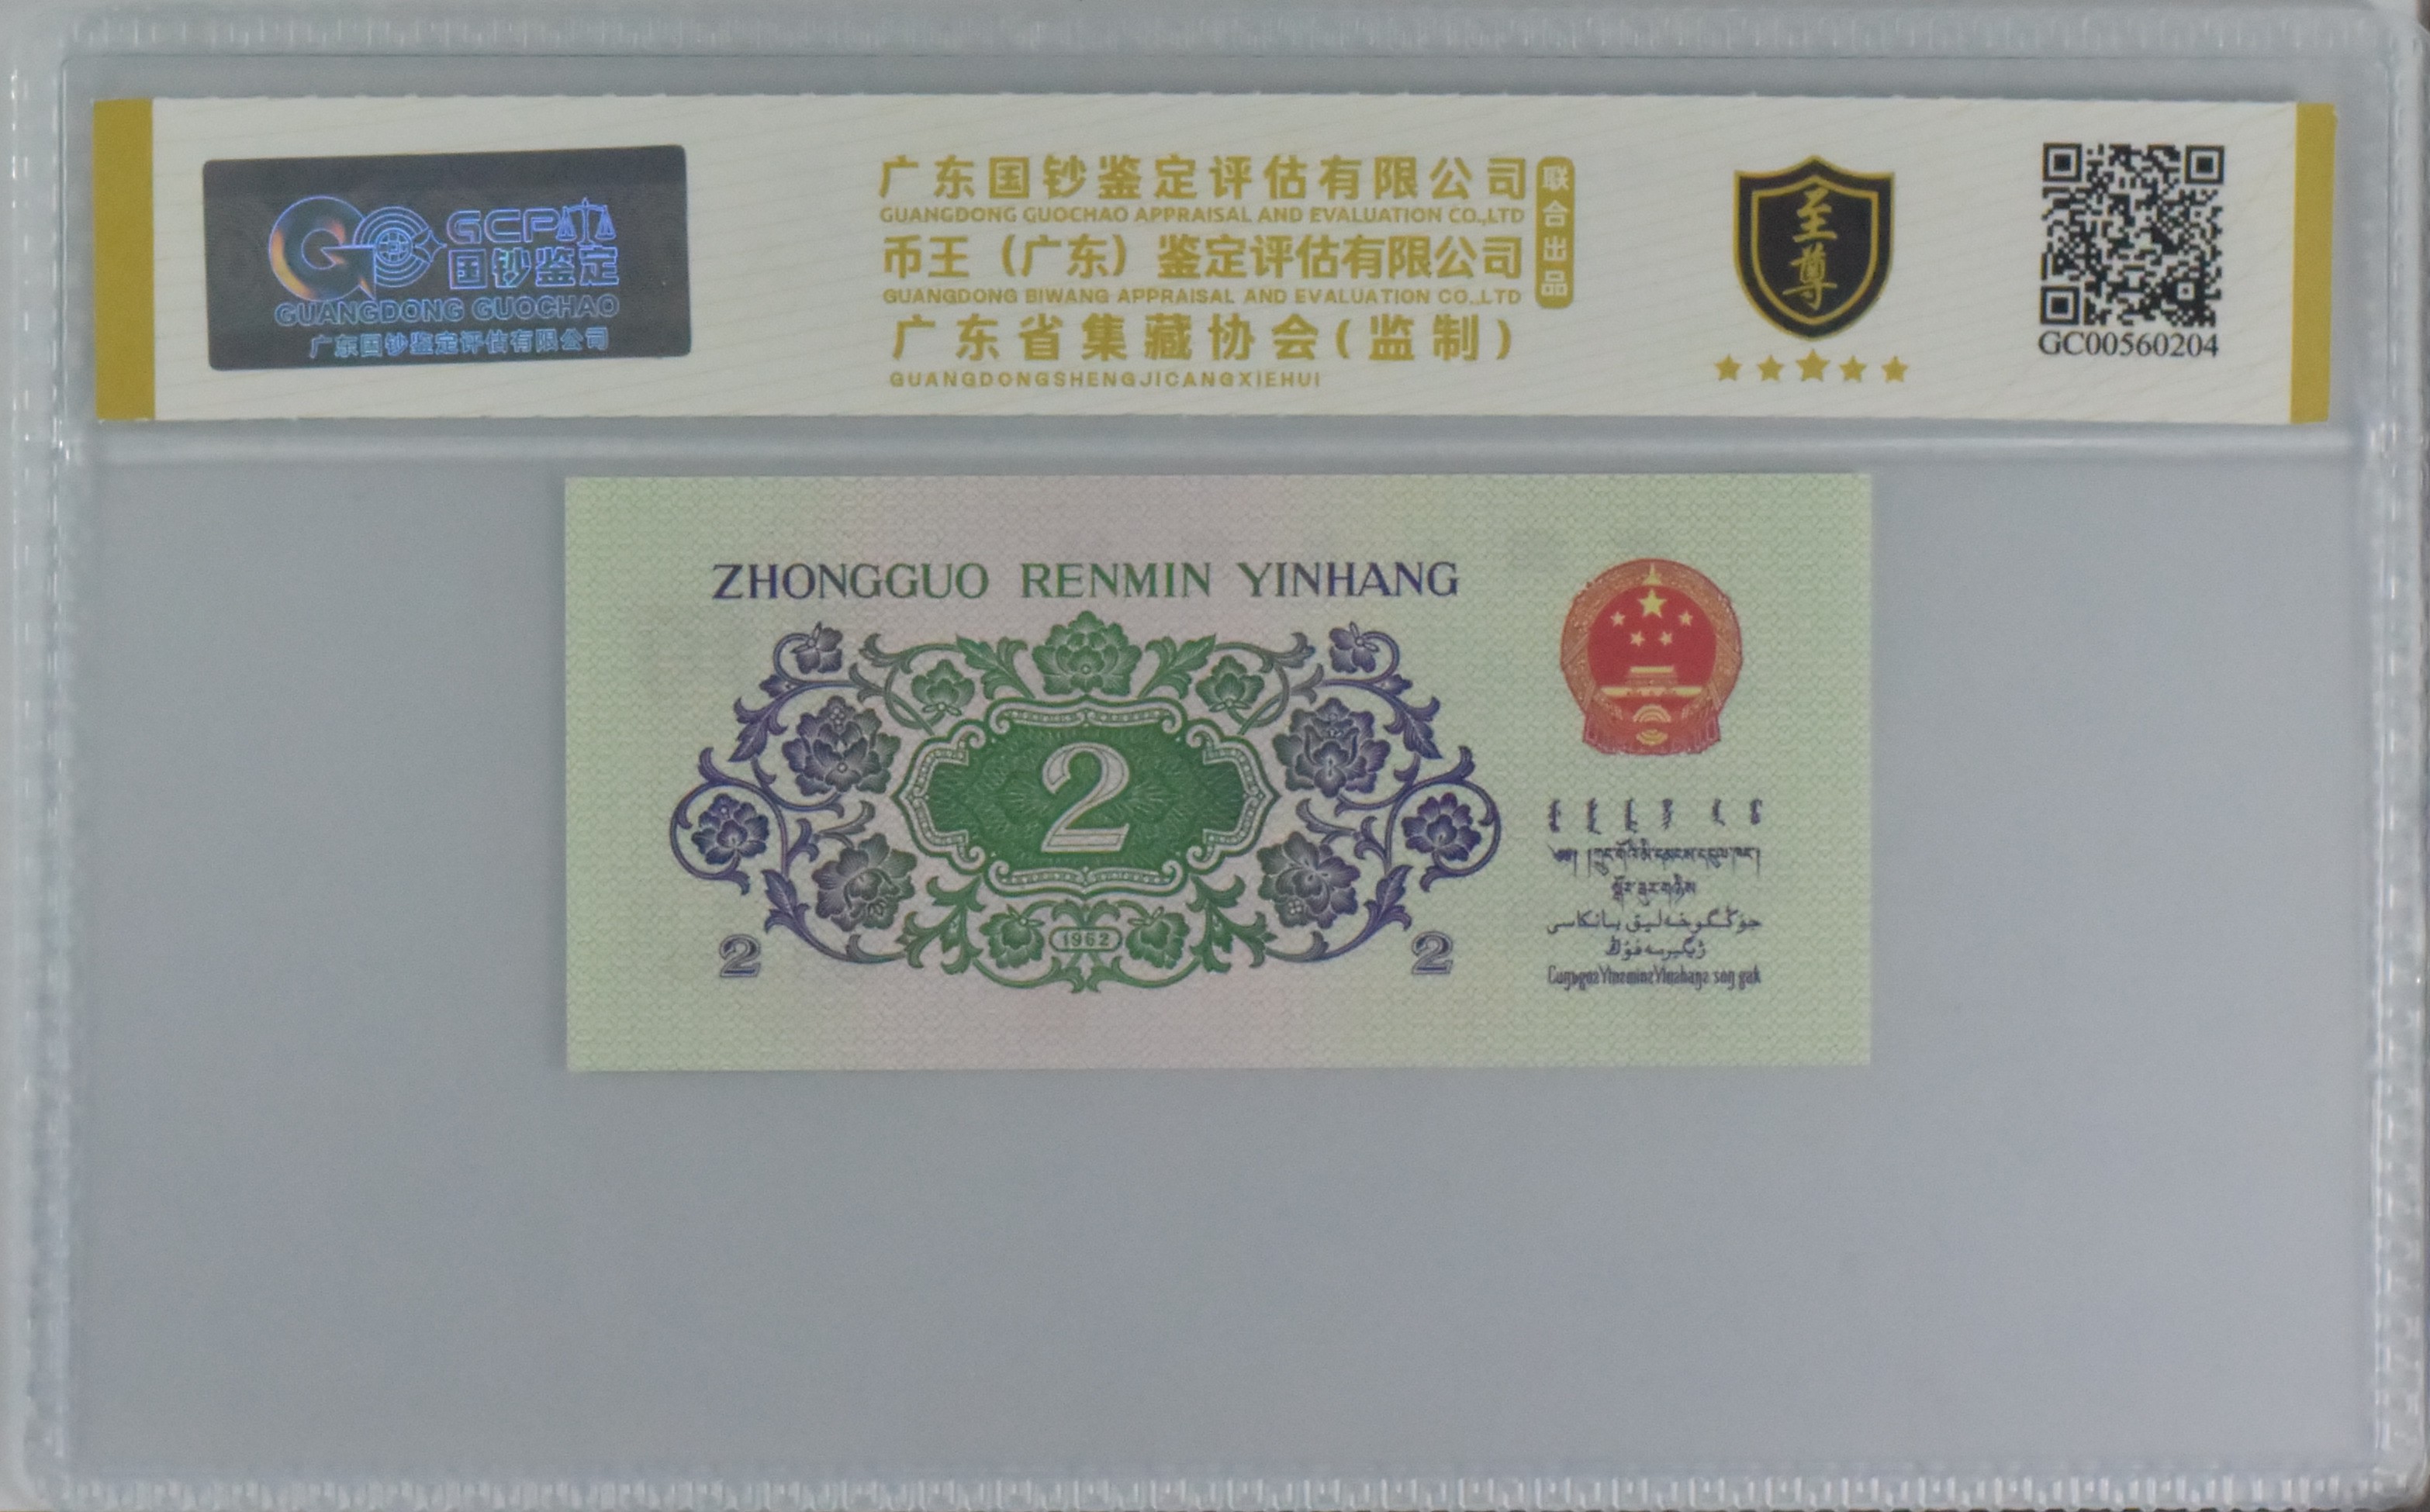 GCP
国钞鉴定
GUANGDONG GUOCHAO
广东国钞鉴定评估有限公司
广东国钞鉴定评估有限公司
GUANGDONG GUOCHAO APPRAISAL AND EVALUATION CO.,LTD
币王（广东）鉴定评估有限公司
GUANGDONG BIWANG APPRAISAL AND EVALUATION CO.,LTD
广东省集藏协会(监制)
GUANGDONGSHENGJICANGXIEHUI
联合出品
至尊
GC00560204
ZHONGGUO RENMIN YINHANG
2
1962
2
2
جۇڭگوخەلىق بانكاسى